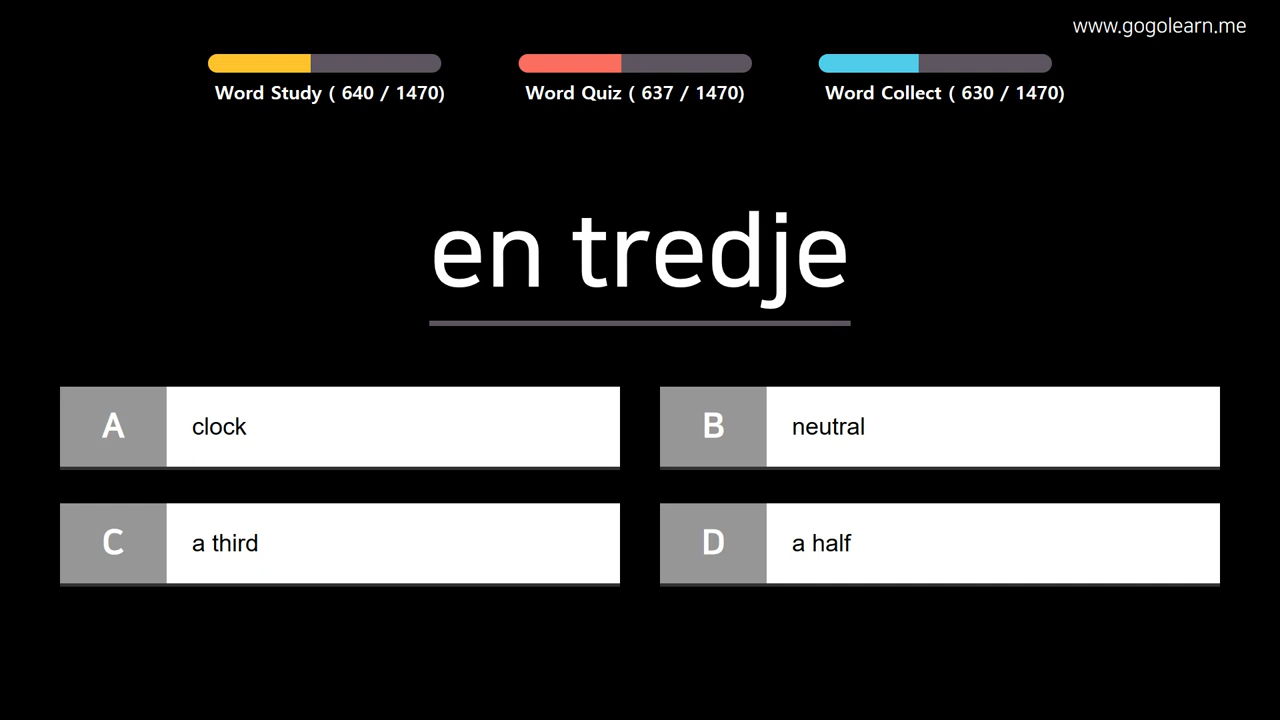 www.gogolearn.me
Word Study ( 640 / 1470)
Word Quiz ( 637 / 1470)
Word Collect ( 630 / 1470)
en tredje
A clock
B neutral
C a third
D a half